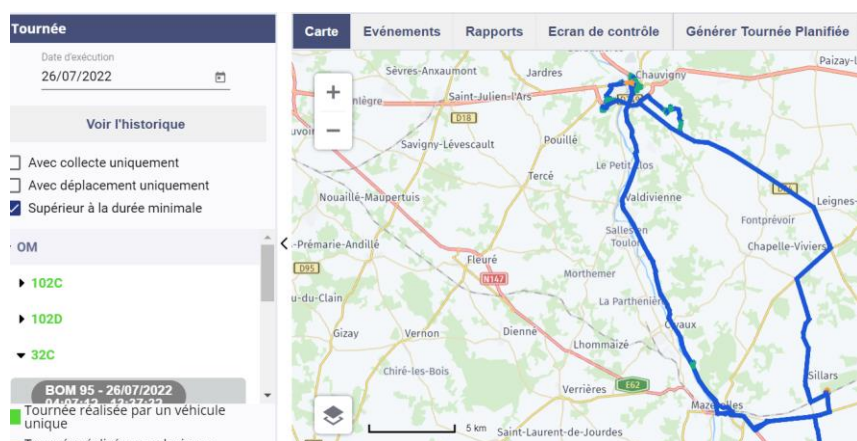 Tournée
Date d'exécution
26/07/2022
Voir l'historique
Avec collecte uniquement
Avec déplacement uniquement
Supérieur à la durée minimale
OM
102C
102D
32C
BOM 95 - 26/07/2022
Tournée réalisée par un véhicule
unique
Carte Evénements Rapports Ecran de contrôle Générer Tournée Planifiée
+
−
Sèvres-Anxaumont
Jardres
Chauvigny
Paizay-l
Saint-Julien-l'Ars
D18
Savigny-Lévescault
Pouillé
Tercé
Nouaillé-Maupertuis
Valdivienne
Leignes-
Fontprévoir
Chapelle-Viviers
-Prémarie-Andillé
D95
Fleuré
N147
Salles-en
Toulon
Morthemer
u-du-Clain
La Parthenière
Civaux
Gizay
Vernon
Dienne
Lhommaizé
Chiré-les-Bois
Verrières
E62
Sillars
5 km
Saint-Laurent-de-Jourdes